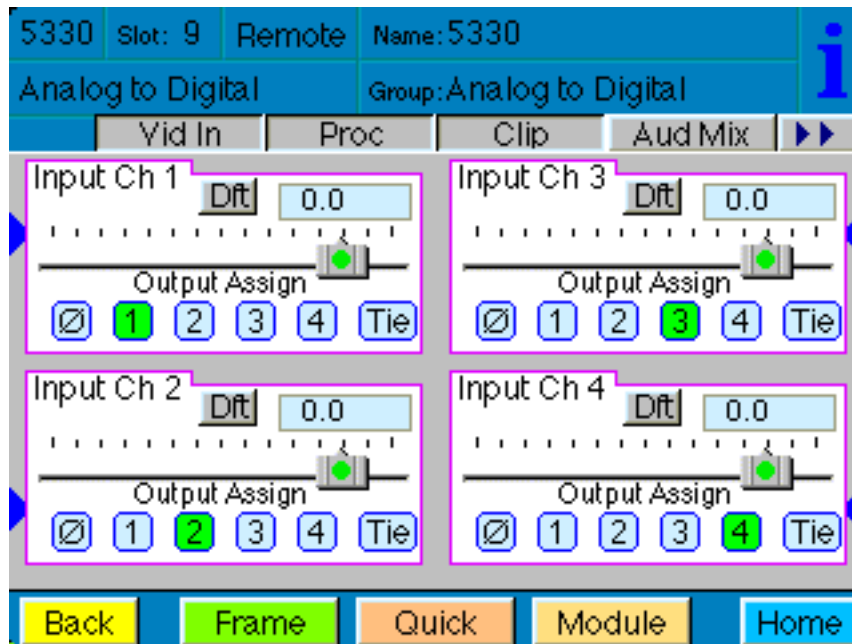 5330 Slot: 9 Remote Name:5330 i
Analog to Digital Group:Analog to Digital
Vid In Proc Clip Aud Mix
Input Ch 1 Dft 0.0
Output Assign
Ø 1 2 3 4 Tie
Input Ch 3 Dft 0.0
Output Assign
Ø 1 2 3 4 Tie
Input Ch 2 Dft 0.0
Output Assign
Ø 1 2 3 4 Tie
Input Ch 4 Dft 0.0
Output Assign
Ø 1 2 3 4 Tie
Back Frame Quick Module Home